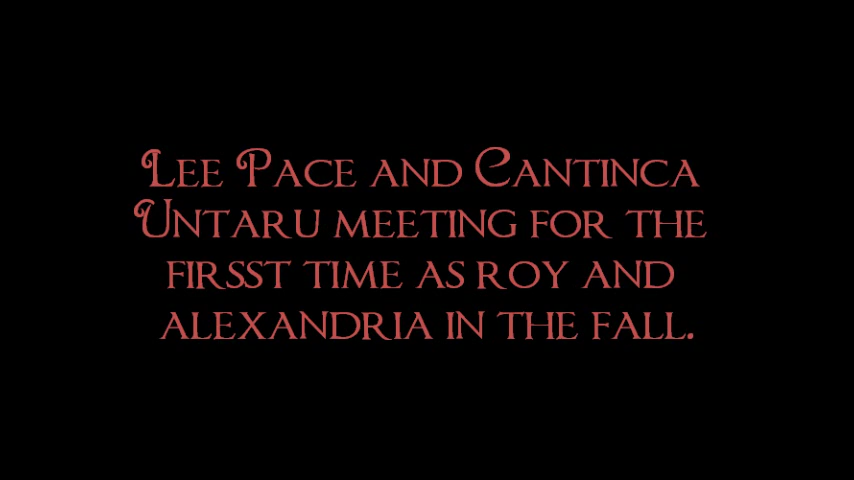 Lee Pace and Cantinca
Untaru meeting for the
firsst time as roy and
alexandria in the fall.